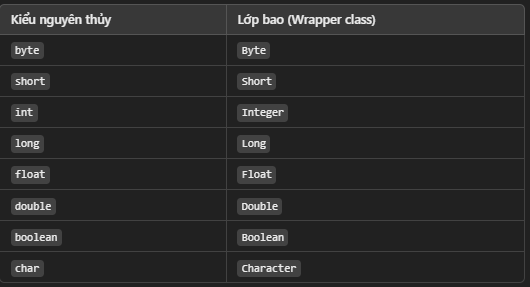 Kiểu nguyên thủy Lớp bao (Wrapper class)
byte Byte
short Short
int Integer
long Long
float Float
double Double
boolean Boolean
char Character